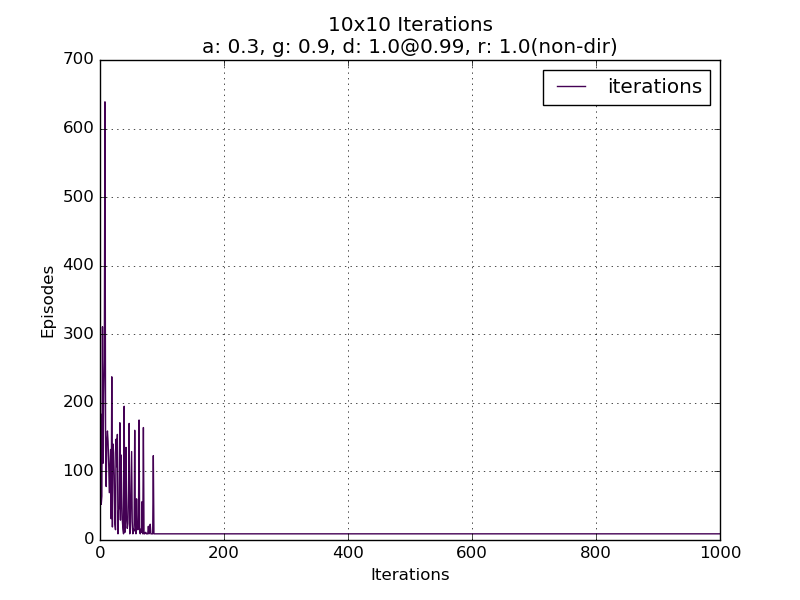 10x10 Iterations
a: 0.3, g: 0.9, d: 1.0@0.99, r: 1.0(non-dir)
iterations
700
600
500
400
300
200
100
0
Episodes
0 200 400 600 800 1000
Iterations